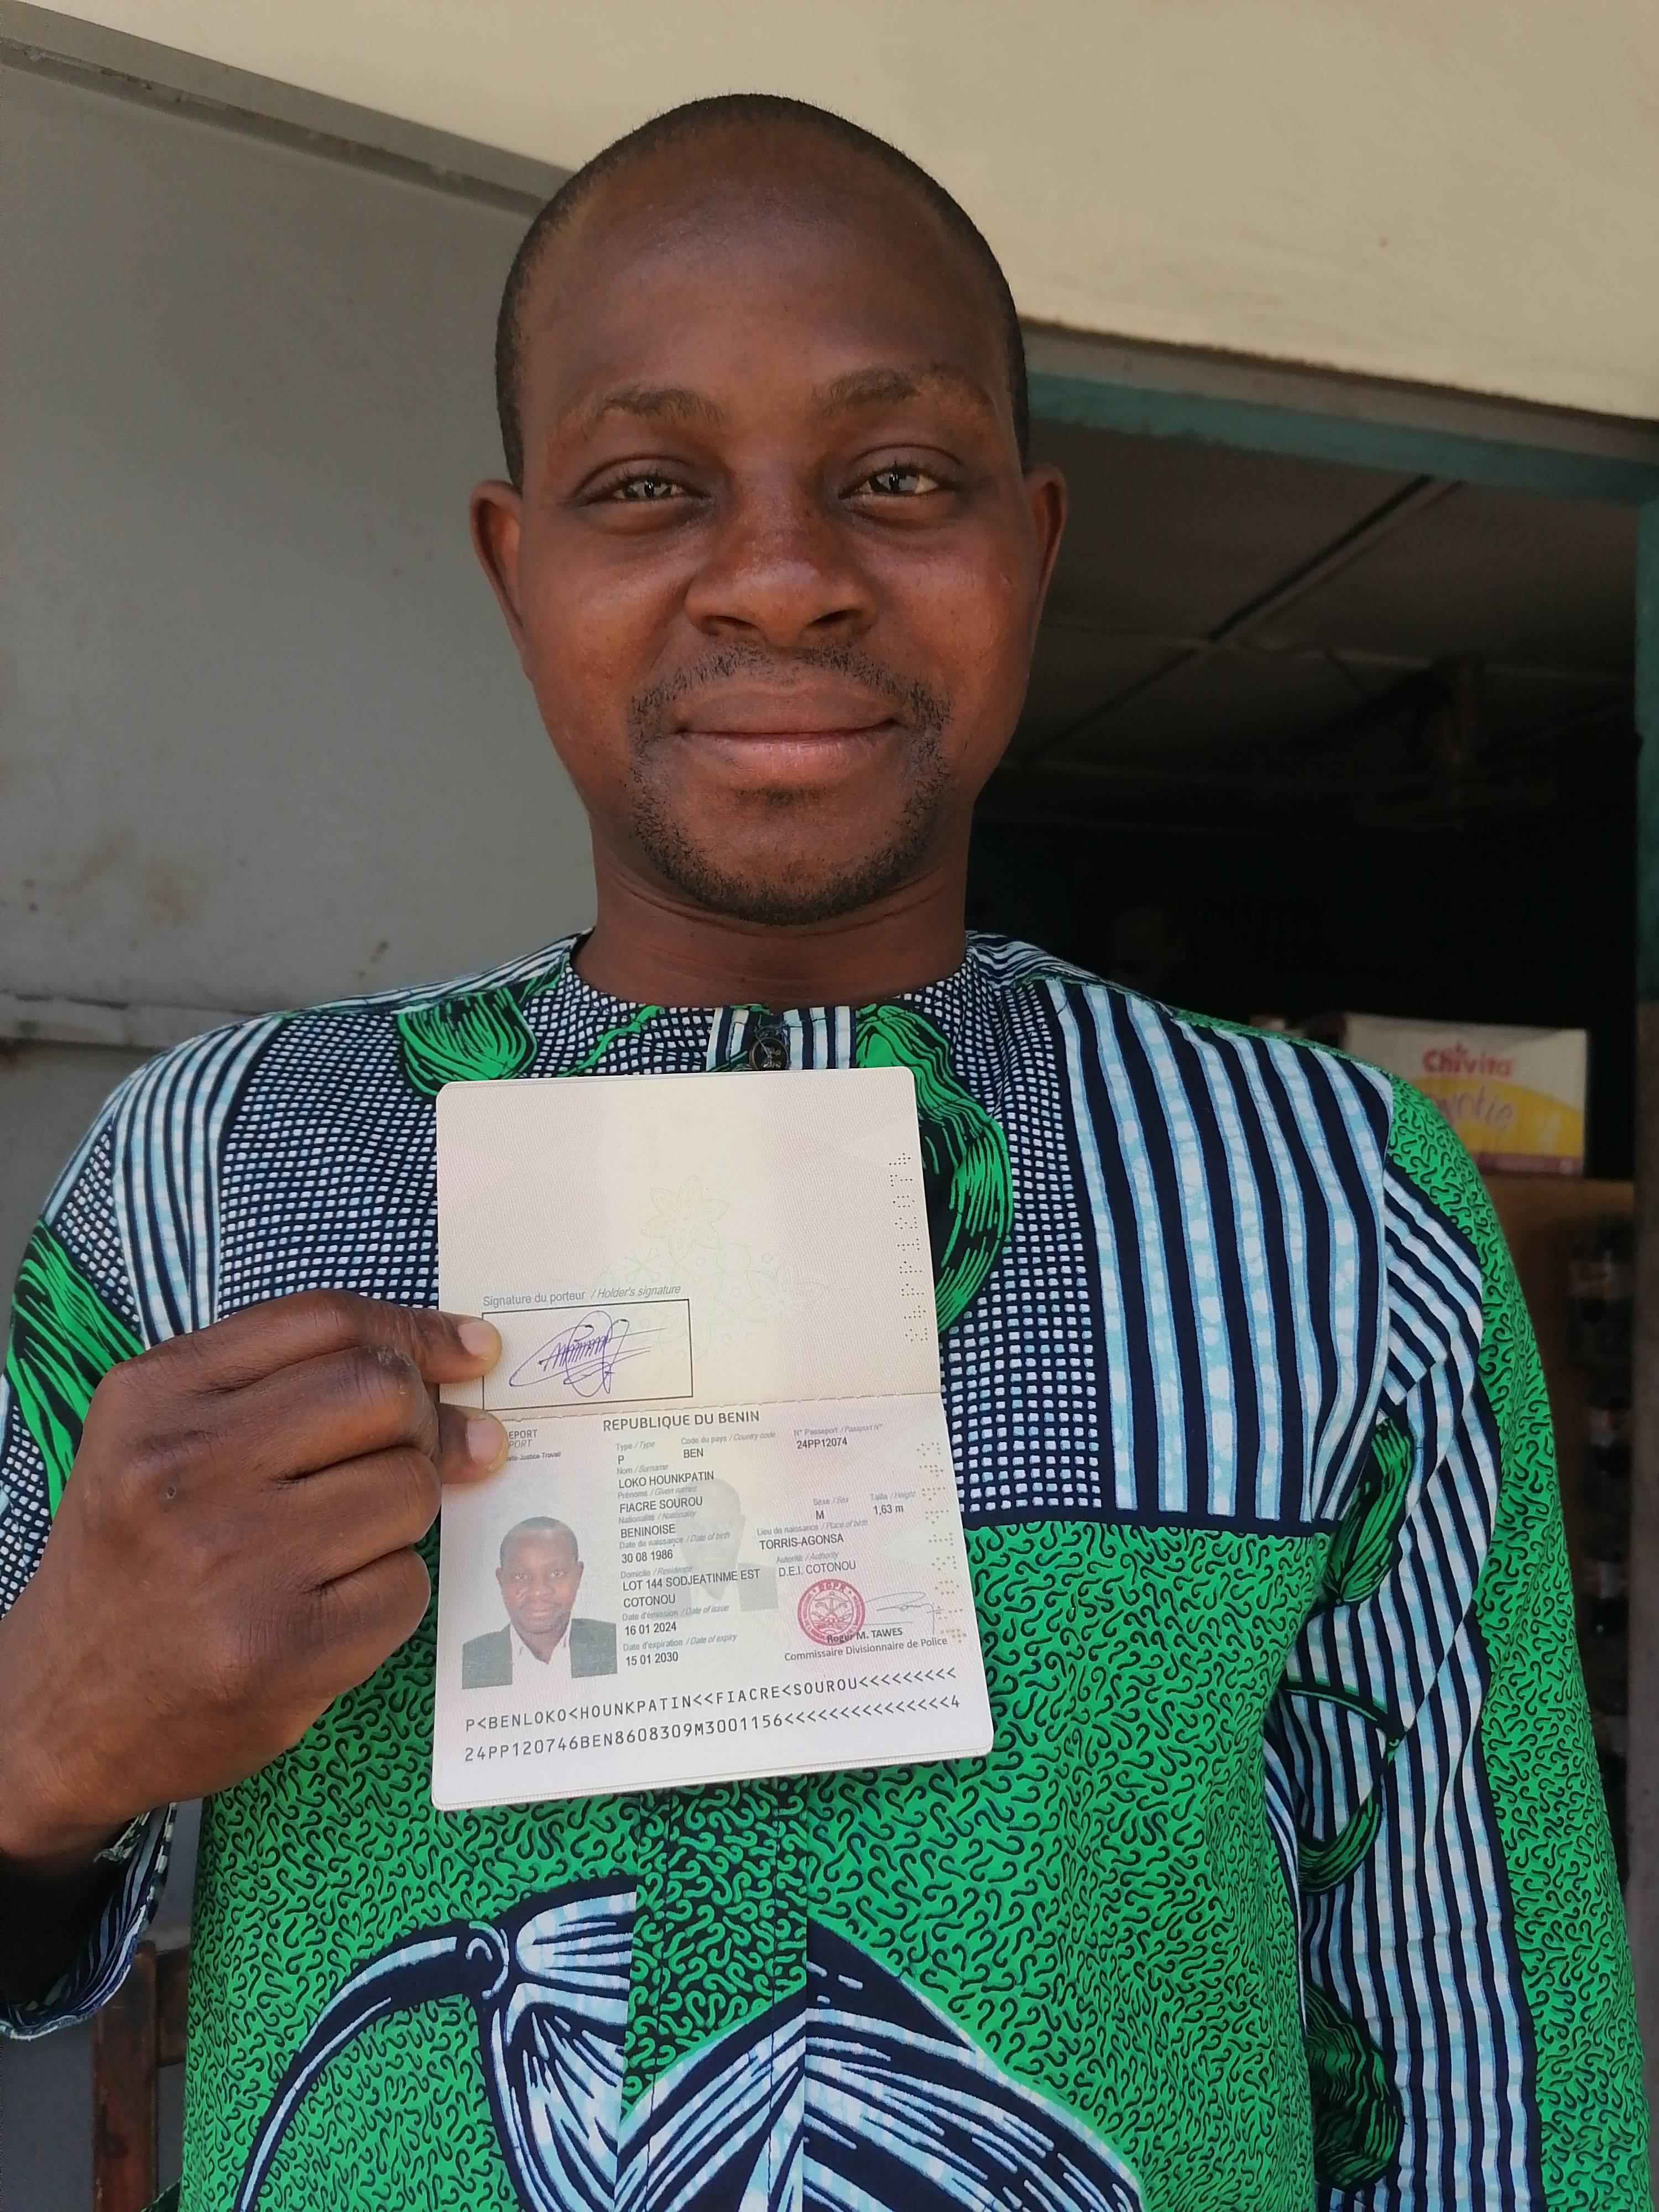 Signature du porteur / Holder's signature
REPUBLIQUE DU BENIN
Type / Type
Code du pays / Country code
N° Passeport / Passport N°
P
BEN
24PP12074
Nom / Surname
LOKO HOUNKPATIN
Prénoms / Given names
FIACRE SOUROU
Nationalité / Nationality
Sexe / Sex
Taille / Height
BENINOISE
M
1,63 m
Date de naissance / Date of birth
Lieu de naissance / Place of birth
30 08 1986
TORRIS-AGONSA
Domicile / Residence
Autorité / Authority
LOT 144 SODJEATINME EST
D.E.I. COTONOU
COTONOU
Date d'émission / Date of issue
16 01 2024
Date d'expiration / Date of expiry
15 01 2030
Roger M. TAWES
Commissaire Divisionnaire de Police
P<BENLOKO<HOUNKPATIN<<FIACRE<SOUROU<<<<<<<<<
24PP120746BEN8608309M3001156<<<<<<<<<<<<<<<4
Chivita